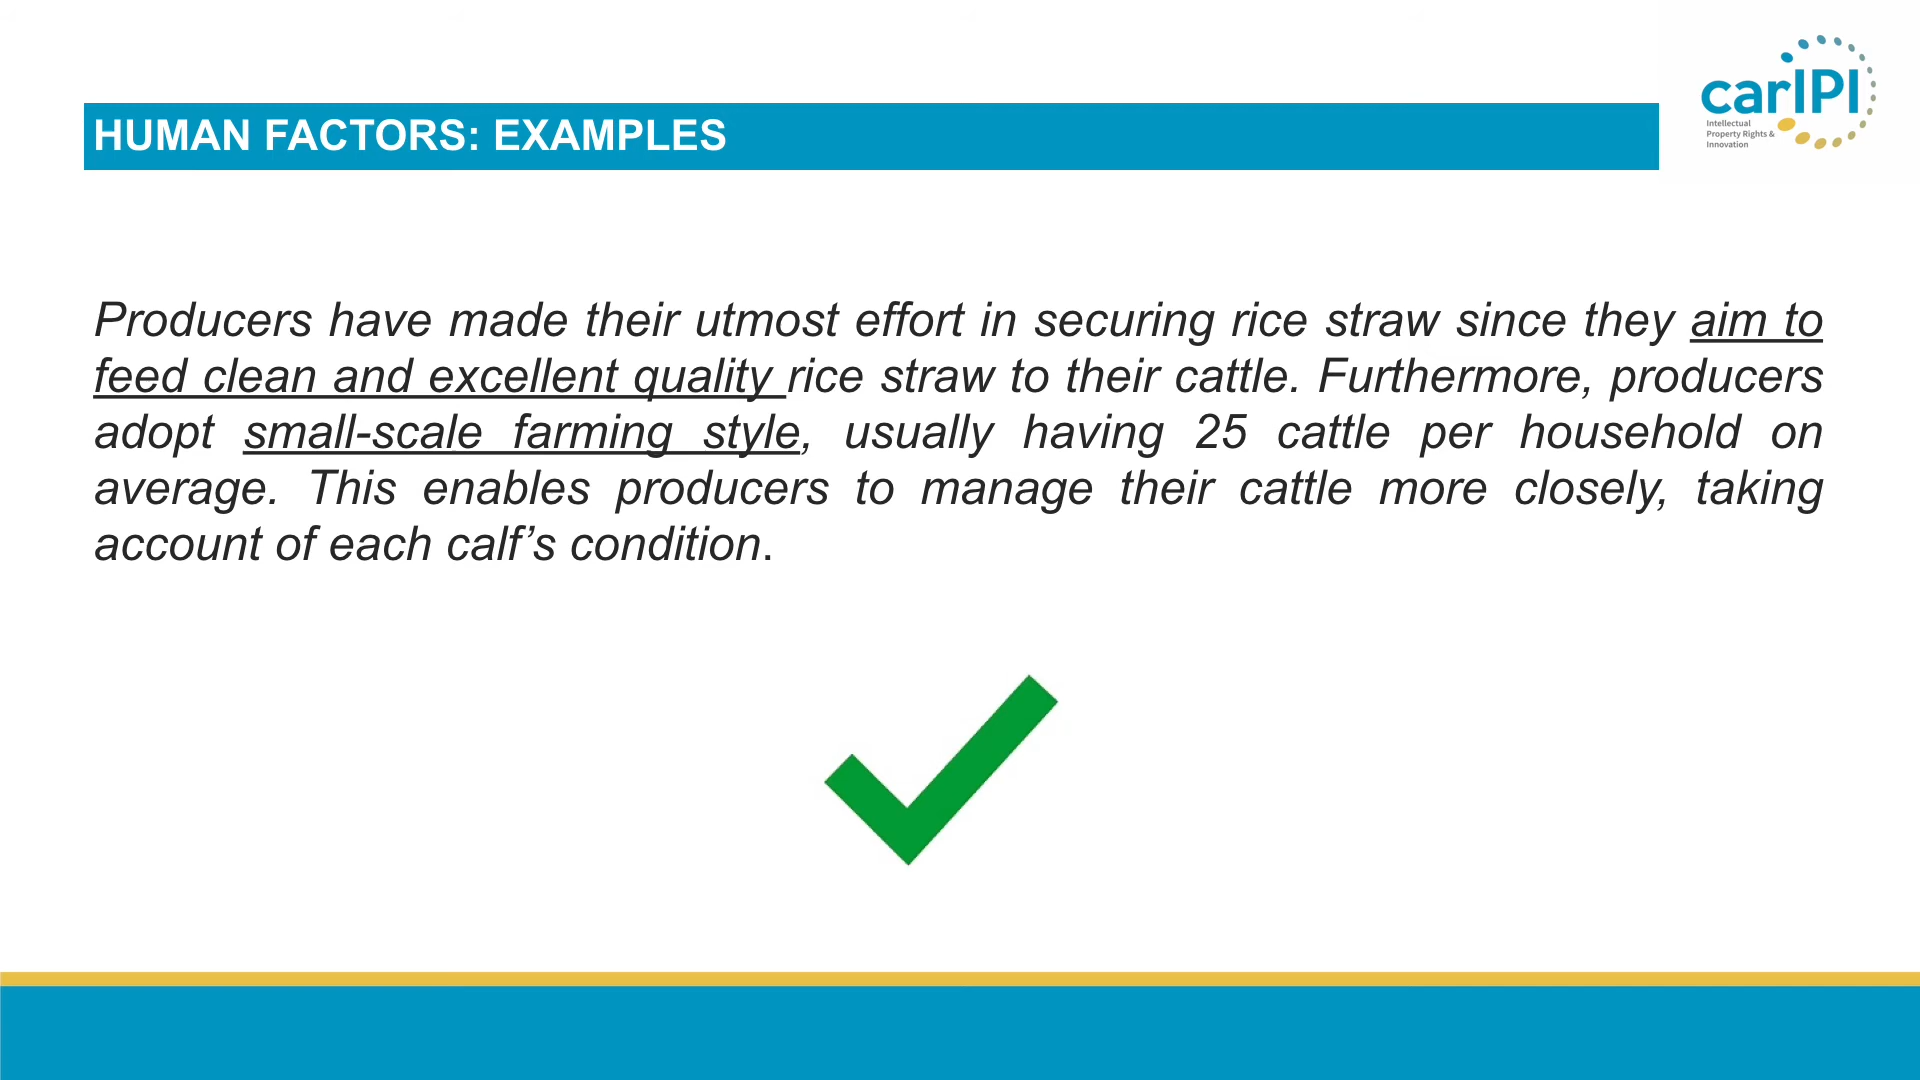 carIPI
Intellectual
Property Rights &
Innovation
HUMAN FACTORS: EXAMPLES
Producers have made their utmost effort in securing rice straw since they aim to
feed clean and excellent quality rice straw to their cattle. Furthermore, producers
adopt small-scale farming style, usually having 25 cattle per household on
average. This enables producers to manage their cattle more closely, taking
account of each calf’s condition.